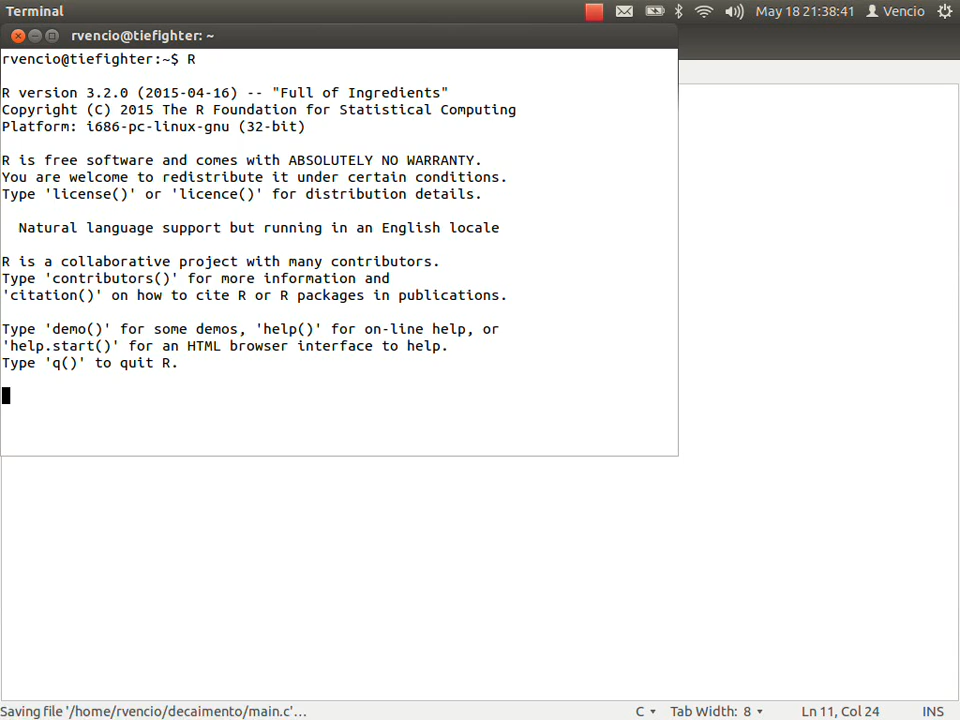 Terminal
May 18 21:38:41 Vencio
rvencio@tiefighter: ~
rvencio@tiefighter:~$ R
R version 3.2.0 (2015-04-16) -- "Full of Ingredients"
Copyright (C) 2015 The R Foundation for Statistical Computing
Platform: i686-pc-linux-gnu (32-bit)
R is free software and comes with ABSOLUTELY NO WARRANTY.
You are welcome to redistribute it under certain conditions.
Type 'license()' or 'licence()' for distribution details.
Natural language support but running in an English locale
R is a collaborative project with many contributors.
Type 'contributors()' for more information and
'citation()' on how to cite R or R packages in publications.
Type 'demo()' for some demos, 'help()' for on-line help, or
'help.start()' for an HTML browser interface to help.
Type 'q()' to quit R.
Saving file '/home/rvencio/decaimento/main.c'... C Tab Width: 8 Ln 11, Col 24 INS